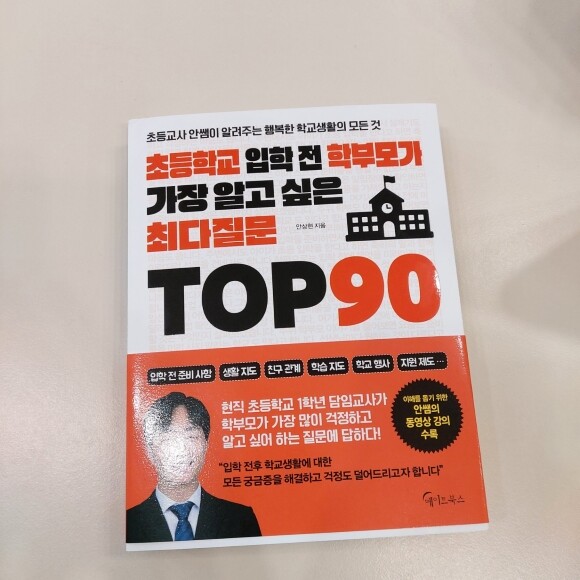 초등교사 안쌤이 알려주는 행복한 학교생활의 모든 것
초등학교 입학 전 학부모가
가장 알고 싶은
최다질문
안상현 지음
TOP90
입학 전 준비 사항
생활 지도
친구 관계
학습 지도
학교 행사
지원 제도 …
현직 초등학교 1학년 담임교사가
학부모가 가장 많이 걱정하고
알고 싶어 하는 질문에 답하다!
"입학 전후 학교생활에 대한
모든 궁금증을 해결하고 걱정도 덜어드리고자 합니다"
이해를 돕기 위한
안쌤의
동영상 강의
수록
메이드북스